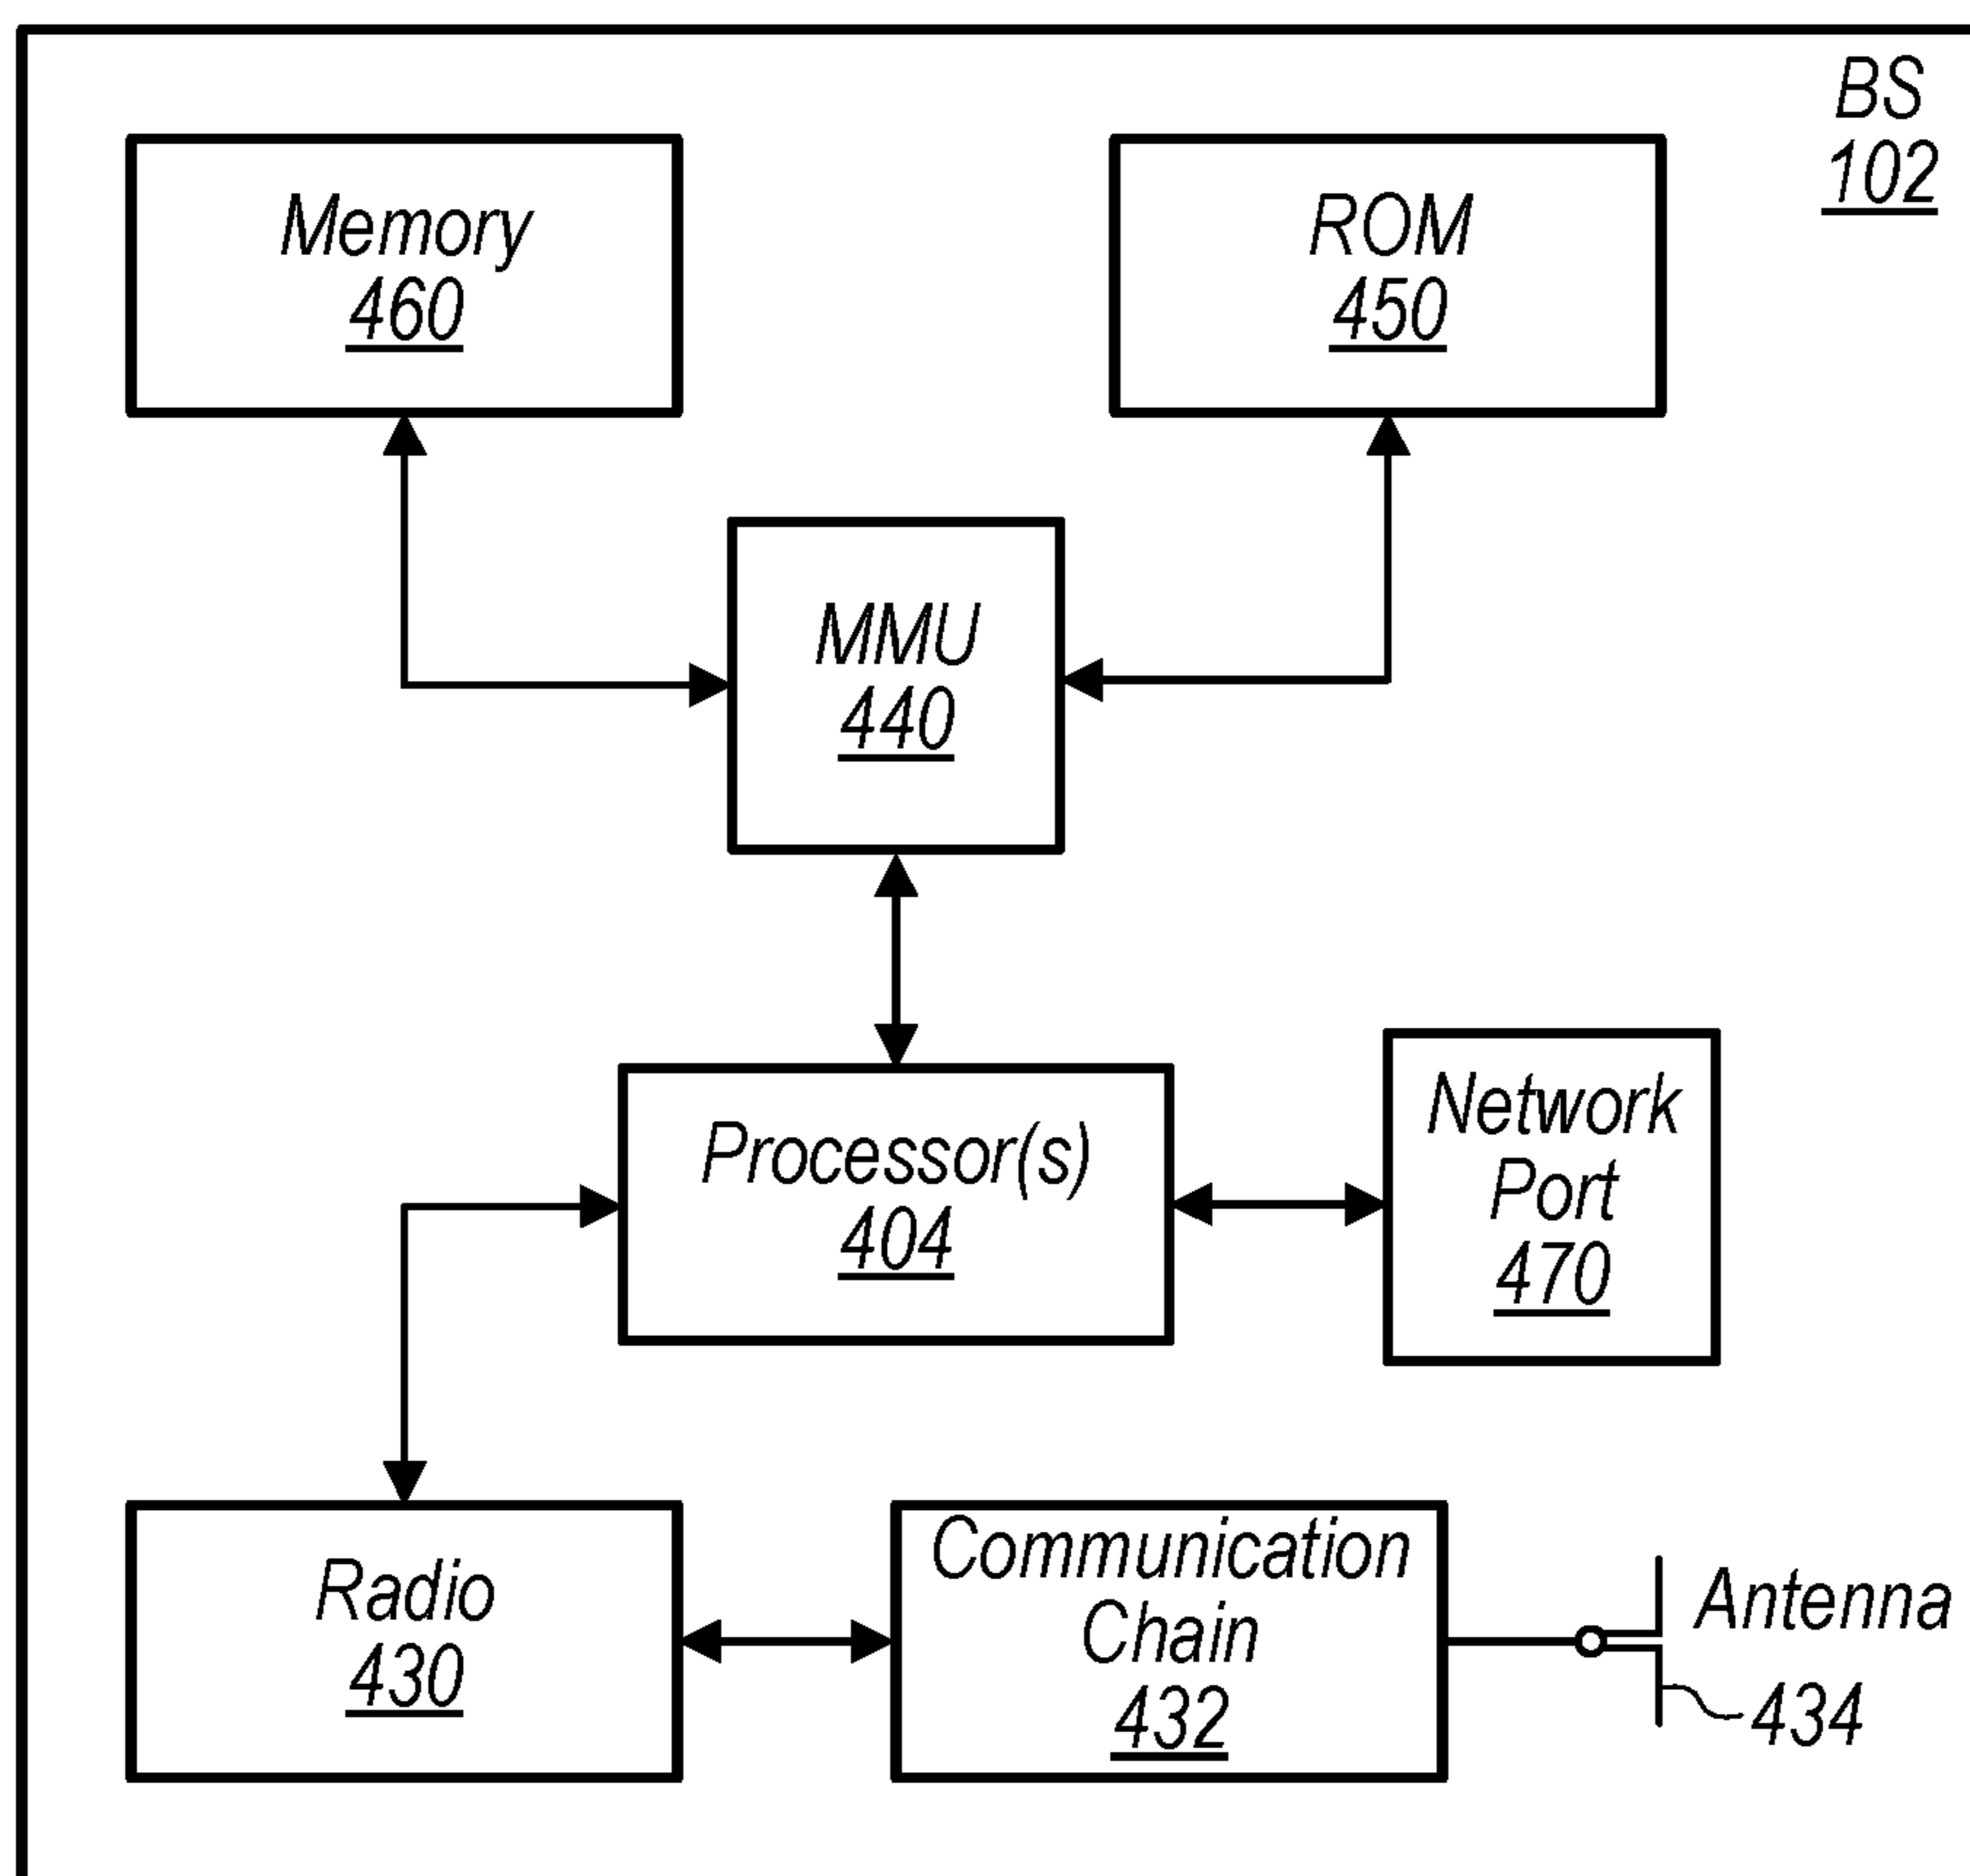 BS
102
Memory
460
ROM
450
MMU
440
Processor(s)
404
Network
Port
470
Radio
430
Communication
Chain
432
Antenna
434